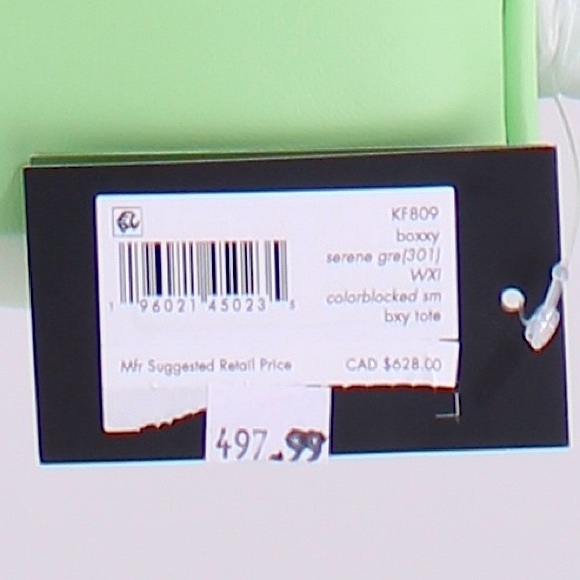 KF809
boxxy
serene gre(301)
WXI
colorblocked sm
bxy tote
1 96021 45023 5
Mfr Suggested Retail Price CAD $628.00
497.99